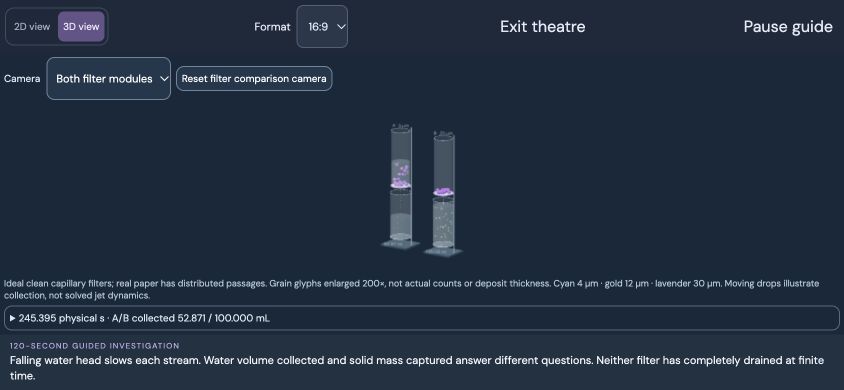 2D view
3D view
Format
16:9
Exit theatre
Pause guide
Camera
Both filter modules
Reset filter comparison camera
Ideal clean capillary filters; real paper has distributed passages. Grain glyphs enlarged 200×, not actual counts or deposit thickness. Cyan 4 μm · gold 12 μm · lavender 30 μm. Moving drops illustrate
collection, not solved jet dynamics.
▶ 245.395 physical s · A/B collected 52.871 / 100.000 mL
120-SECOND GUIDED INVESTIGATION
Falling water head slows each stream. Water volume collected and solid mass captured answer different questions. Neither filter has completely drained at finite
time.